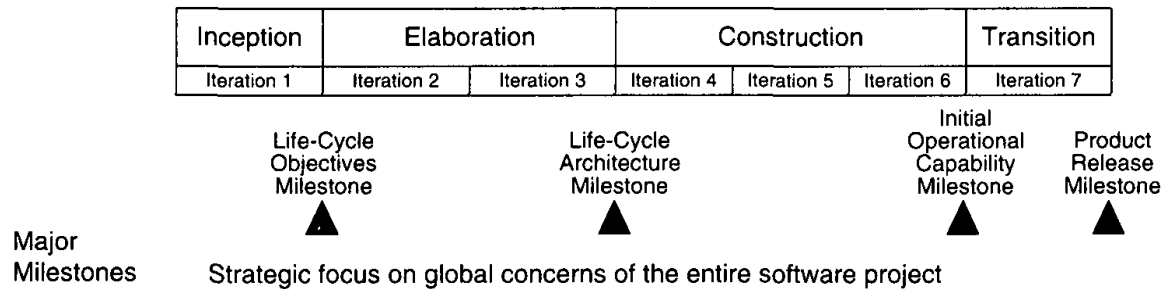 Inception Elaboration Construction Transition
Iteration 1 Iteration 2 Iteration 3 Iteration 4 Iteration 5 Iteration 6 Iteration 7
Life-Cycle
Objectives
Milestone
Life-Cycle
Architecture
Milestone
Initial
Operational
Capability
Milestone
Product
Release
Milestone
Major
Milestones
Strategic focus on global concerns of the entire software project